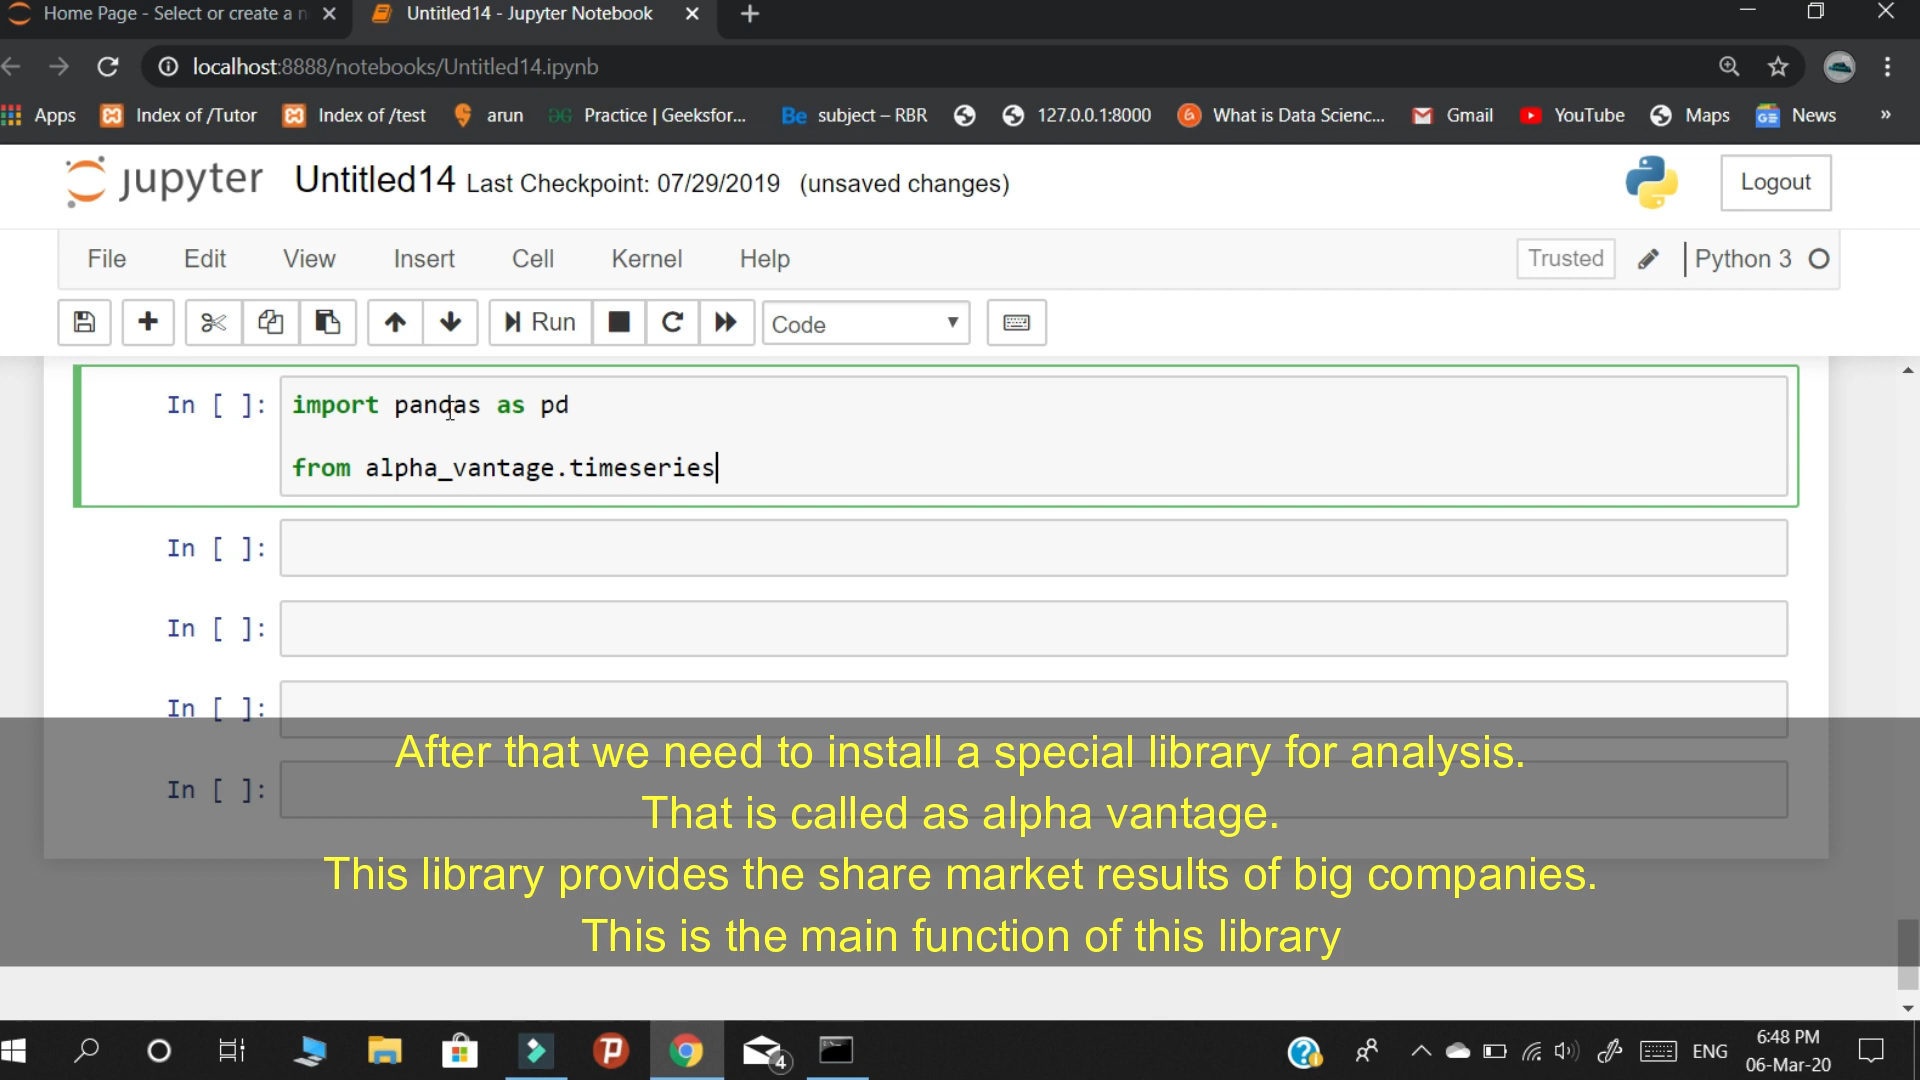 Home Page - Select or create a n
Untitled14 - Jupyter Notebook
localhost:8888/notebooks/Untitled14.ipynb
Apps Index of /Tutor Index of /test arun Practice | Geeksfor... subject – RBR 127.0.0.1:8000 What is Data Scienc... Gmail YouTube Maps News »
jupyter Untitled14 Last Checkpoint: 07/29/2019 (unsaved changes) Logout
File Edit View Insert Cell Kernel Help Trusted Python 3
Run Code
In [ ]: import pandas as pd
from alpha_vantage.timeseries
In [ ]:
In [ ]:
In [ ]:
In [ ]:
After that we need to install a special library for analysis.
That is called as alpha vantage.
This library provides the share market results of big companies.
This is the main function of this library
4 ENG
6:48 PM
06-Mar-20